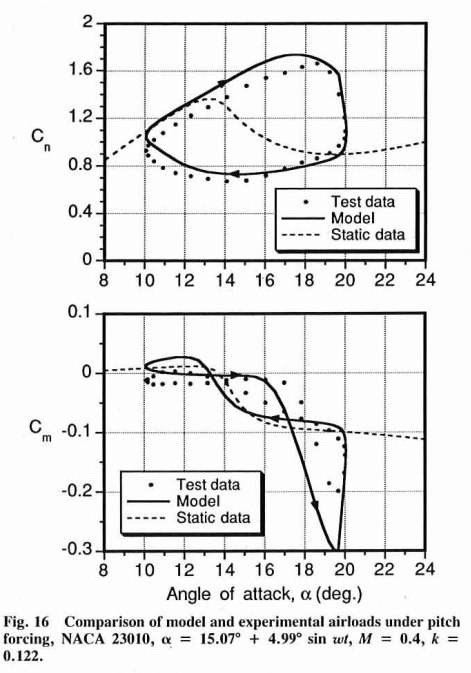 2
1.6
1.2
C_n
0.8
0.4
0
Test data
Model
Static data
8 10 12 14 16 18 20 22 24
0.1
0
C_m -0.1
-0.2
-0.3
Test data
Model
Static data
8 10 12 14 16 18 20 22 24
Angle of attack, α (deg.)
Fig. 16 Comparison of model and experimental airloads under pitch
forcing, NACA 23010, α = 15.07° + 4.99° sin wt, M = 0.4, k =
0.122.